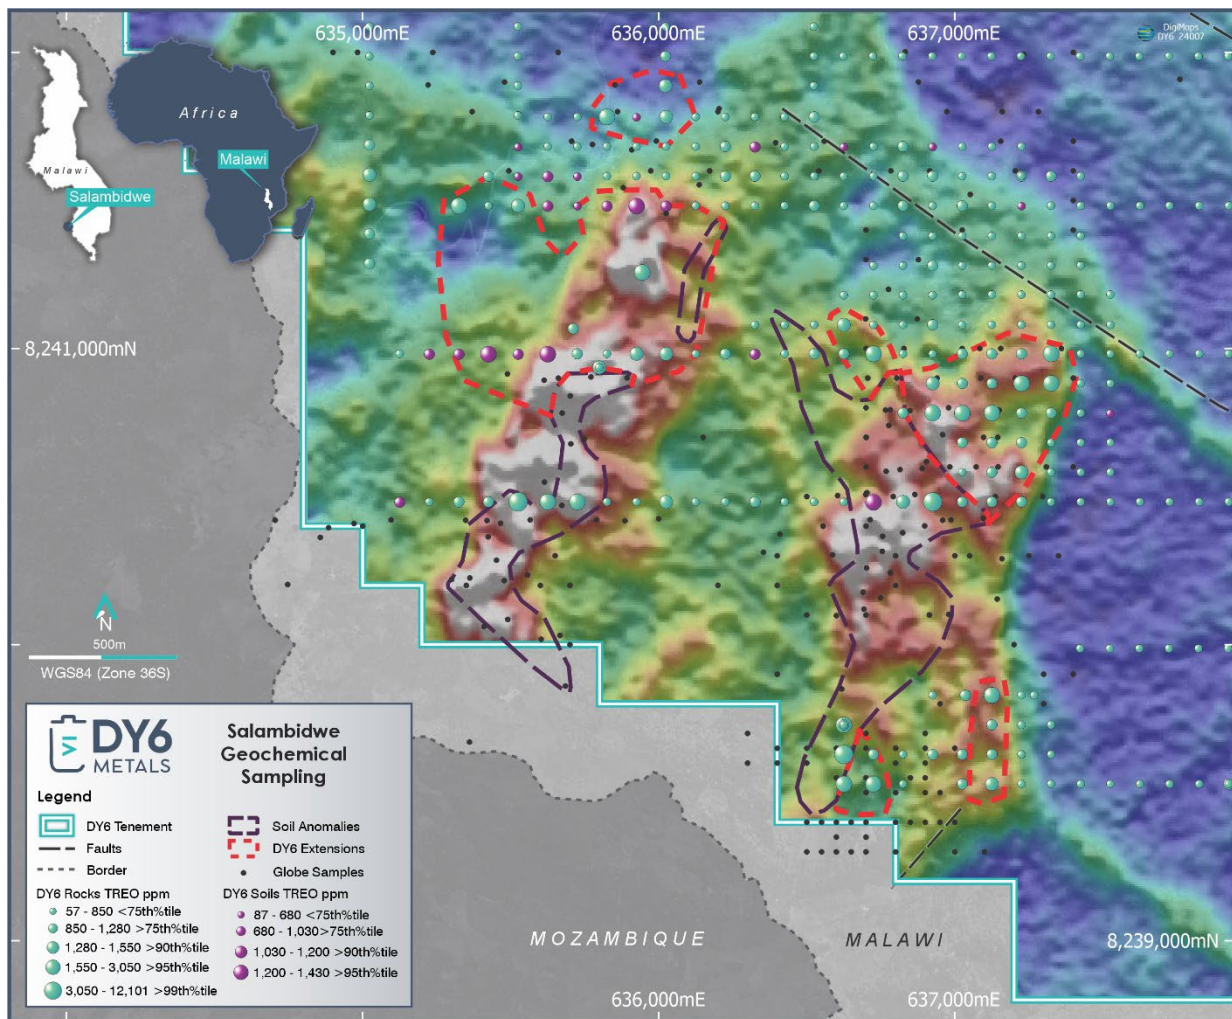 635,000mE
636,000mE
637,000mE
DigiMaps
DY6 24007
Africa
Malawi
Malawi
Salambidwe
8,241,000mN
N
500m
WGS84 (Zone 36S)
DY6
METALS
Salambidwe
Geochemical
Sampling
Legend
DY6 Tenement
Faults
Border
Soil Anomalies
DY6 Extensions
Globe Samples
DY6 Rocks TREO ppm
57 - 850 <75th%tile
850 - 1,280 >75th%tile
1,280 - 1,550 >90th%tile
1,550 - 3,050 >95th%tile
3,050 - 12,101 >99th%tile
DY6 Soils TREO ppm
87 - 680 <75th%tile
680 - 1,030>75th%tile
1,030 - 1,200 >90th%tile
1,200 - 1,430 >95th%tile
MOZAMBIQUE
MALAWI
8,239,000mN
636,000mE
637,000mE